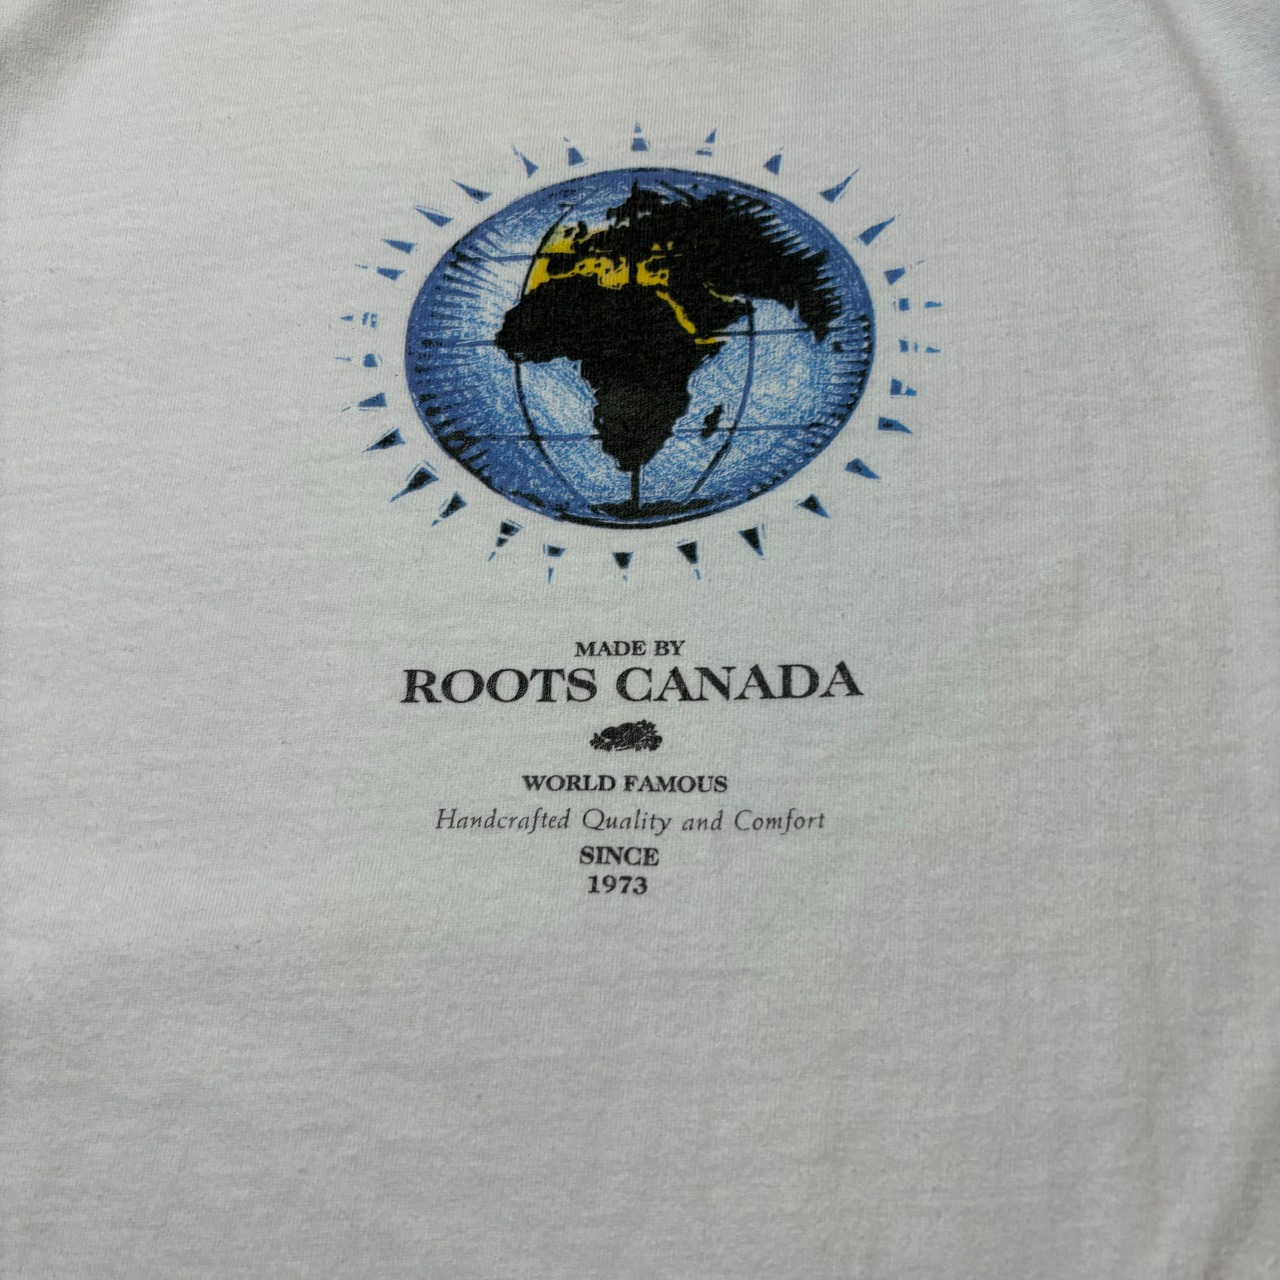 MADE BY
ROOTS CANADA
WORLD FAMOUS
Handcrafted Quality and Comfort
SINCE
1973